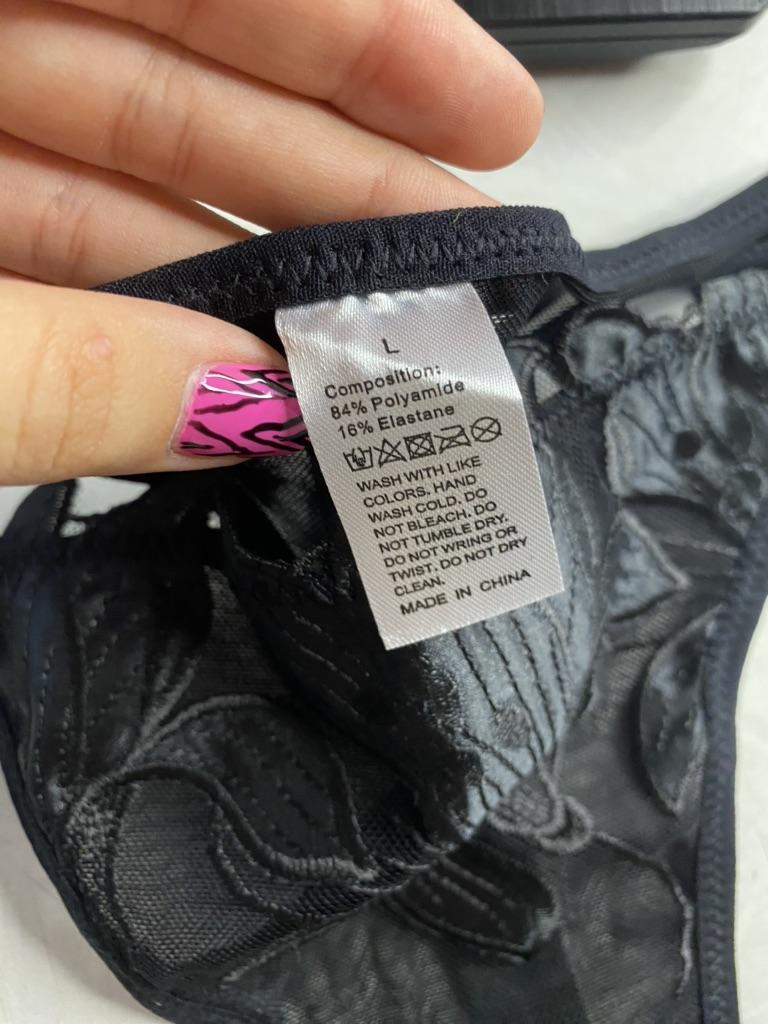 L
Composition:
84% Polyamide
16% Elastane
WASH WITH LIKE
COLORS. HAND
WASH COLD. DO
NOT BLEACH. DO
NOT TUMBLE DRY.
DO NOT WRING OR
TWIST. DO NOT DRY
CLEAN.
MADE IN CHINA